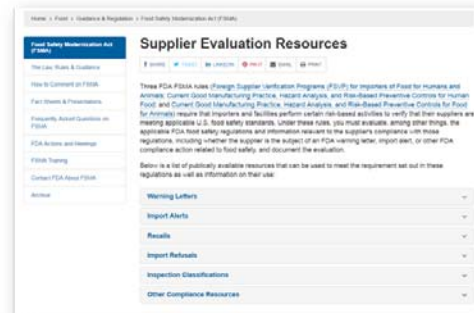 Home > Food > Guidance & Regulation > Food Safety Modernization Act (FSMA)
Food Safety Modernization Act
(FSMA)
The Law, Rules & Guidance
How to Comment on FSMA
Fact Sheets & Presentations
Frequently Asked Questions on
FSMA
FDA Actions and Meetings
FSMA Training
Contact FDA About FSMA
Archive
Supplier Evaluation Resources
SHARE TWEET LINKEDIN PIN IT EMAIL PRINT
Three FDA FSMA rules (Foreign Supplier Verification Programs (FSVP) for Importers of Food for Humans and
Animals; Current Good Manufacturing Practice, Hazard Analysis, and Risk-Based Preventive Controls for Human
Food; and Current Good Manufacturing Practice, Hazard Analysis, and Risk-Based Preventive Controls for Food
for Animals) require that importers and facilities perform certain risk-based activities to verify that their suppliers are
meeting applicable U.S. food safety standards. Under these rules, you must evaluate, among other things, the
applicable FDA food safety regulations and information relevant to the supplier's compliance with those
regulations, including whether the supplier is the subject of an FDA warning letter, import alert, or other FDA
compliance action related to food safety, and document the evaluation.
Below is a list of publically available resources that can be used to meet the requirement set out in these
regulations as well as information on their use:
Warning Letters
Import Alerts
Recalls
Import Refusals
Inspection Classifications
Other Compliance Resources